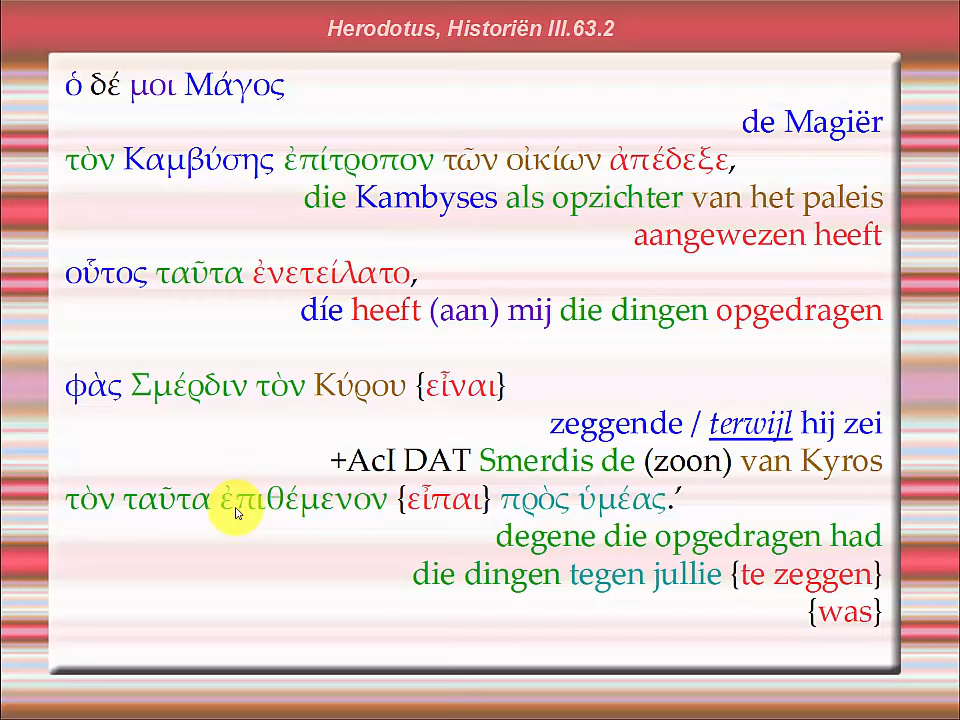 Herodotus, Historiën III.63.2
ὁ δέ μοι Μάγος
de Magiër
τὸν Καμβύσης ἐπίτροπον τῶν οἰκίων ἀπέδεξε,
die Kambyses als opzichter van het paleis
aangewezen heeft
οὗτος ταῦτα ἐνετείλατο,
díe heeft (aan) mij die dingen opgedragen
φὰς Σμέρδιν τὸν Κύρου {εἶναι}
zeggende / terwijl hij zei
+AcI DAT Smerdis de (zoon) van Kyros
τὸν ταῦτα ἐπιθέμενον {εἶπαι} πρὸς ὑμέας.’
degene die opgedragen had
die dingen tegen jullie {te zeggen}
{was}